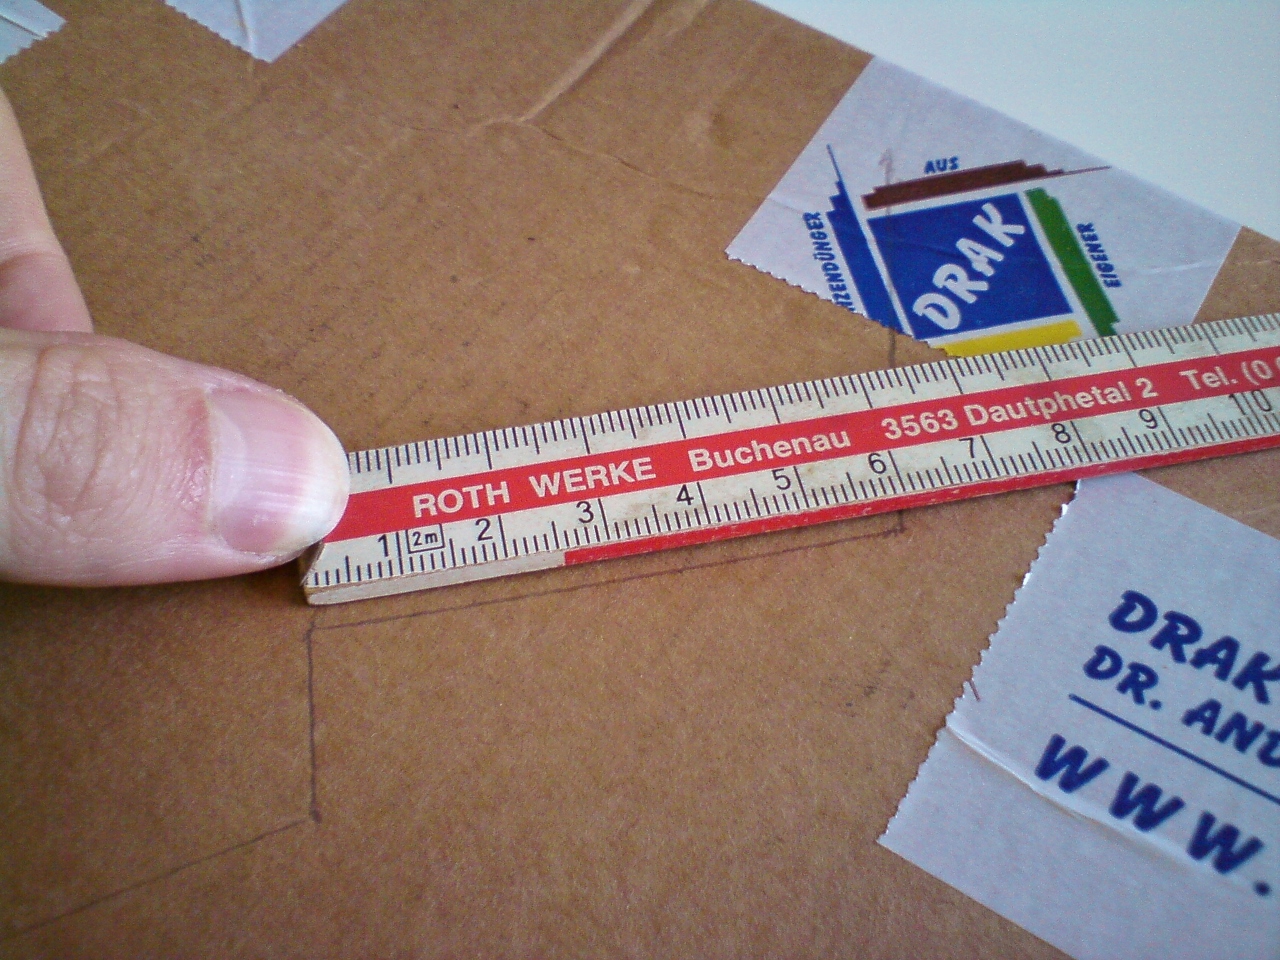 AUS
DRAK
EIGENER
ROTH WERKE Buchenau 3563 Dautphetal 2 Tel. (0
1 2m 2 3 4 5 6 7 8 9 10
DRAK
DR. AND
WWW.